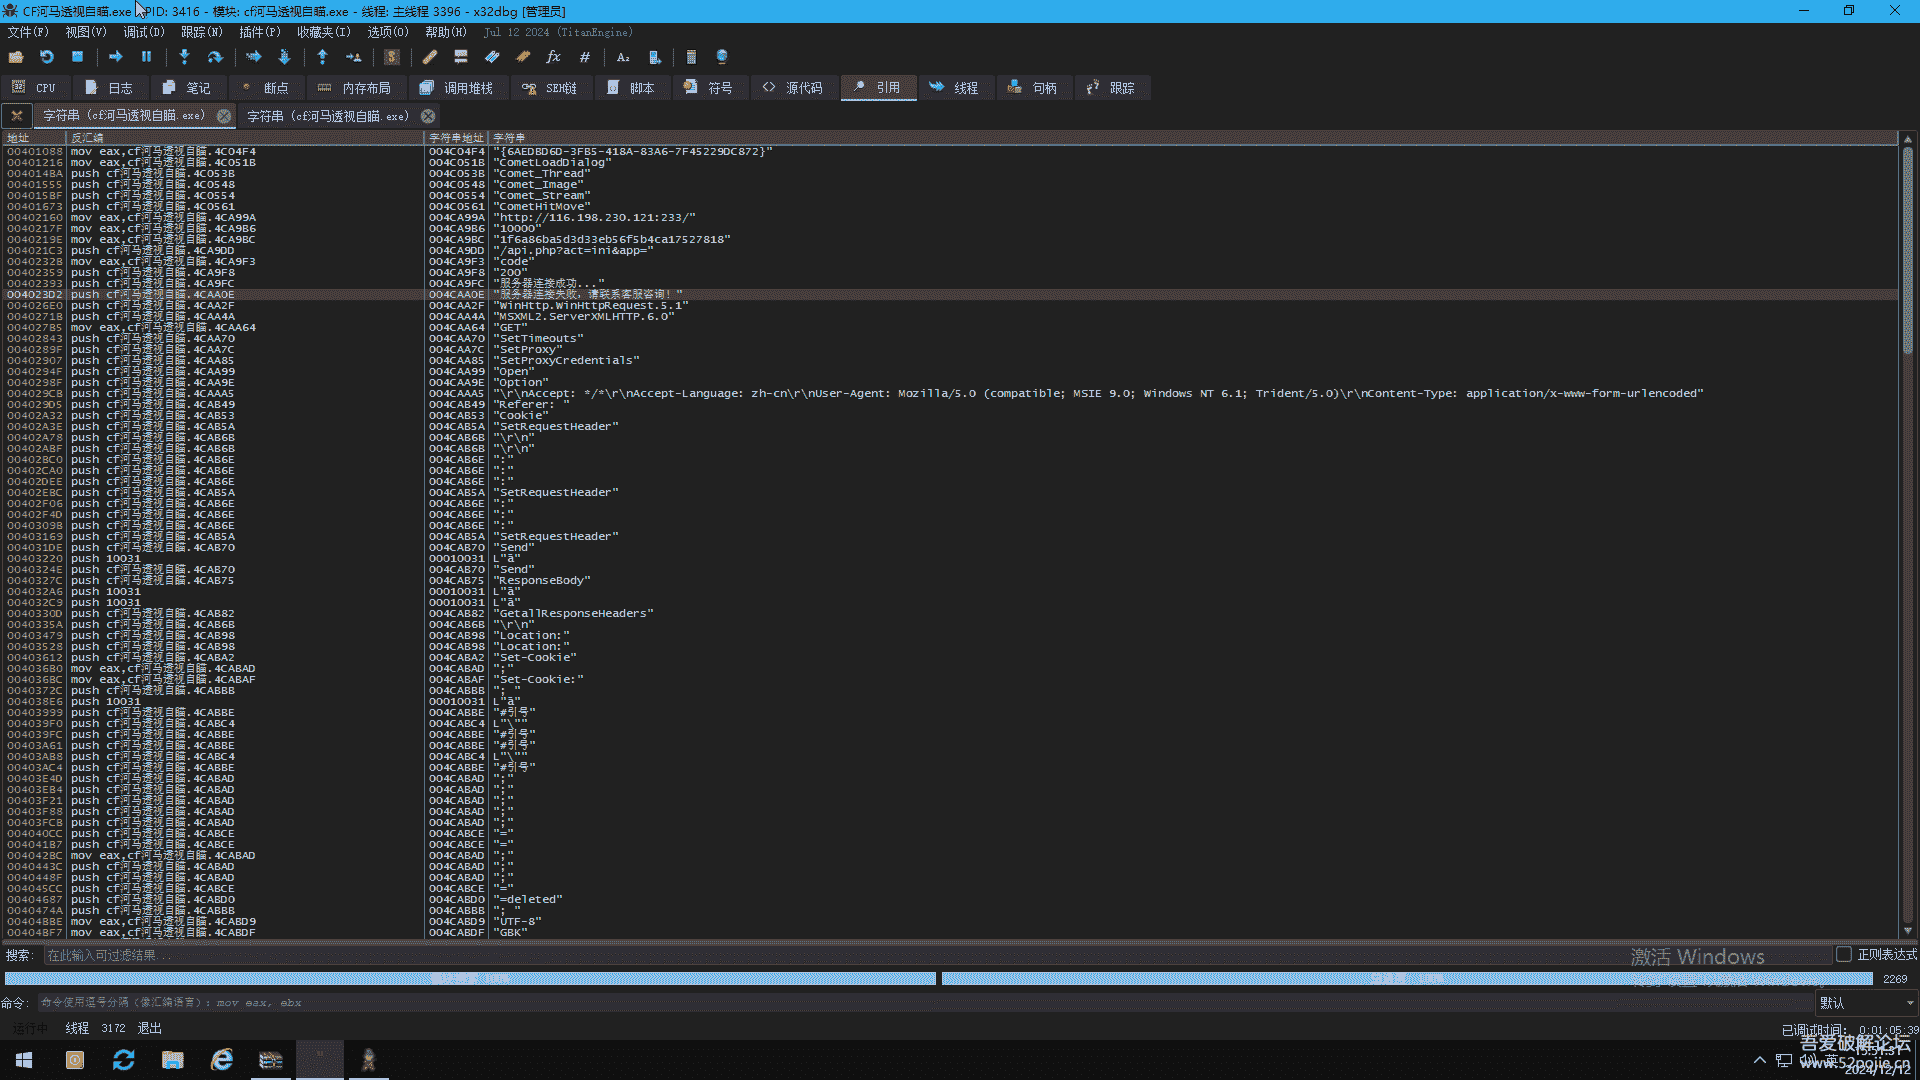 CF河马透视自瞄.exe - PID: 3416 - 模块: cf河马透视自瞄.exe - 线程: 主线程 3396 - x32dbg [管理员]
文件(F) 视图(V) 调试(D) 跟踪(N) 插件(P) 收藏夹(I) 选项(O) 帮助(H) Jul 12 2024 (TitanEngine)
CPU 日志 笔记 断点 内存布局 调用堆栈 SEH链 脚本 符号 源代码 引用 线程 句柄 跟踪
字符串 (cf河马透视自瞄.exe) 字符串 (cf河马透视自瞄.exe)
地址 反汇编 字符串地址 字符串
00401088 mov eax,cf河马透视自瞄.4C04F4 004C04F4 "{6AEDBD6D-3FB5-418A-83A6-7F45229DC872}"
00401216 mov eax,cf河马透视自瞄.4C051B 004C051B "CometLoadDialog"
004014BA push cf河马透视自瞄.4C053B 004C053B "Comet_Thread"
00401555 push cf河马透视自瞄.4C0548 004C0548 "Comet_Image"
004015BF push cf河马透视自瞄.4C0554 004C0554 "Comet_Stream"
00401673 push cf河马透视自瞄.4C0561 004C0561 "CometHitMove"
00402160 mov eax,cf河马透视自瞄.4CA99A 004CA99A "http://116.198.230.121:233/"
0040217F mov eax,cf河马透视自瞄.4CA9B6 004CA9B6 "10000"
0040219E mov eax,cf河马透视自瞄.4CA9BC 004CA9BC "1f6a86ba5d3d33eb56f5b4ca17527818"
004021C3 push cf河马透视自瞄.4CA9DD 004CA9DD "/api.php?act=ini&app="
0040232B mov eax,cf河马透视自瞄.4CA9F3 004CA9F3 "code"
00402359 push cf河马透视自瞄.4CA9F8 004CA9F8 "200"
00402393 push cf河马透视自瞄.4CA9FC 004CA9FC "服务器连接成功..."
004023D2 push cf河马透视自瞄.4CAA0E 004CAA0E "服务器连接失败，请联系客服咨询！"
004026E0 push cf河马透视自瞄.4CAA2F 004CAA2F "WinHttp.WinHttpRequest.5.1"
0040271B push cf河马透视自瞄.4CAA4A 004CAA4A "MSXML2.ServerXMLHTTP.6.0"
004027B5 mov eax,cf河马透视自瞄.4CAA64 004CAA64 "GET"
00402843 push cf河马透视自瞄.4CAA70 004CAA70 "SetTimeouts"
0040289F push cf河马透视自瞄.4CAA7C 004CAA7C "SetProxy"
00402907 push cf河马透视自瞄.4CAA85 004CAA85 "SetProxyCredentials"
0040294F push cf河马透视自瞄.4CAA99 004CAA99 "Open"
0040298F push cf河马透视自瞄.4CAA9E 004CAA9E "Option"
004029CB push cf河马透视自瞄.4CAAA5 004CAAA5 "\r\nAccept: */*\r\nAccept-Language: zh-cn\r\nUser-Agent: Mozilla/5.0 (compatible; MSIE 9.0; Windows NT 6.1; Trident/5.0)\r\nContent-Type: application/x-www-form-urlencoded"
004029D5 push cf河马透视自瞄.4CAB49 004CAB49 "Referer: "
00402A32 push cf河马透视自瞄.4CAB53 004CAB53 "Cookie"
00402A3E push cf河马透视自瞄.4CAB5A 004CAB5A "SetRequestHeader"
00402A78 push cf河马透视自瞄.4CAB6B 004CAB6B "\r\n"
00402ABF push cf河马透视自瞄.4CAB6B 004CAB6B "\r\n"
00402BC0 push cf河马透视自瞄.4CAB6E 004CAB6E ":"
00402CA0 push cf河马透视自瞄.4CAB6E 004CAB6E ":"
00402DEE push cf河马透视自瞄.4CAB6E 004CAB6E ":"
00402EBC push cf河马透视自瞄.4CAB5A 004CAB5A "SetRequestHeader"
00402F06 push cf河马透视自瞄.4CAB6E 004CAB6E ":"
00402F4D push cf河马透视自瞄.4CAB6E 004CAB6E ":"
0040309B push cf河马透视自瞄.4CAB6E 004CAB6E ":"
00403169 push cf河马透视自瞄.4CAB5A 004CAB5A "SetRequestHeader"
004031DE push cf河马透视自瞄.4CAB70 004CAB70 "Send"
00403220 push 10031 00010031 L"ā"
0040324E push cf河马透视自瞄.4CAB70 004CAB70 "Send"
0040327C push cf河马透视自瞄.4CAB75 004CAB75 "ResponseBody"
004032A6 push 10031 00010031 L"ā"
004032C9 push 10031 00010031 L"ā"
0040330D push cf河马透视自瞄.4CAB82 004CAB82 "GetallResponseHeaders"
0040335A push cf河马透视自瞄.4CAB6B 004CAB6B "\r\n"
00403479 push cf河马透视自瞄.4CAB98 004CAB98 "Location:"
00403528 push cf河马透视自瞄.4CAB98 004CAB98 "Location:"
00403612 push cf河马透视自瞄.4CABA2 004CABA2 "Set-Cookie"
004036B0 mov eax,cf河马透视自瞄.4CABAD 004CABAD ";"
004036BC mov eax,cf河马透视自瞄.4CABAF 004CABAF "Set-Cookie:"
0040372C push cf河马透视自瞄.4CABBB 004CABBB "; "
004038E6 push 10031 00010031 L"ā"
00403999 push cf河马透视自瞄.4CABBE 004CABBE "#引号"
004039F0 push cf河马透视自瞄.4CABC4 004CABC4 L"\""
004039FC push cf河马透视自瞄.4CABBE 004CABBE "#引号"
00403A61 push cf河马透视自瞄.4CABBE 004CABBE "#引号"
00403AB8 push cf河马透视自瞄.4CABC4 004CABC4 L"\""
00403AC4 push cf河马透视自瞄.4CABBE 004CABBE "#引号"
00403E4D push cf河马透视自瞄.4CABAD 004CABAD ";"
00403EB4 push cf河马透视自瞄.4CABAD 004CABAD ";"
00403F21 push cf河马透视自瞄.4CABAD 004CABAD ";"
00403F88 push cf河马透视自瞄.4CABAD 004CABAD ";"
00403FCB push cf河马透视自瞄.4CABAD 004CABAD ";"
004040CC push cf河马透视自瞄.4CABCE 004CABCE "="
004041B7 push cf河马透视自瞄.4CABCE 004CABCE "="
004042BC mov eax,cf河马透视自瞄.4CABAD 004CABAD ";"
0040443C push cf河马透视自瞄.4CABAD 004CABAD ";"
0040448F push cf河马透视自瞄.4CABAD 004CABAD ";"
004045CC push cf河马透视自瞄.4CABCE 004CABCE "="
00404687 push cf河马透视自瞄.4CABD0 004CABD0 "=deleted"
0040474A push cf河马透视自瞄.4CABBB 004CABBB "; "
00404BBE mov eax,cf河马透视自瞄.4CABD9 004CABD9 "UTF-8"
00404BF7 mov eax,cf河马透视自瞄.4CABDF 004CABDF "GBK"
搜索: 在此输入可过滤结果... 正则表达式
激活 Windows
2269
命令: 命令使用逗号分隔（像汇编语言）: mov eax, ebx 默认
运行中 线程 3172 退出 已调试时间: 0:01:05:39
吾爱破解论坛
英 15:51:31
www.52pojie.cn
2024/12/12